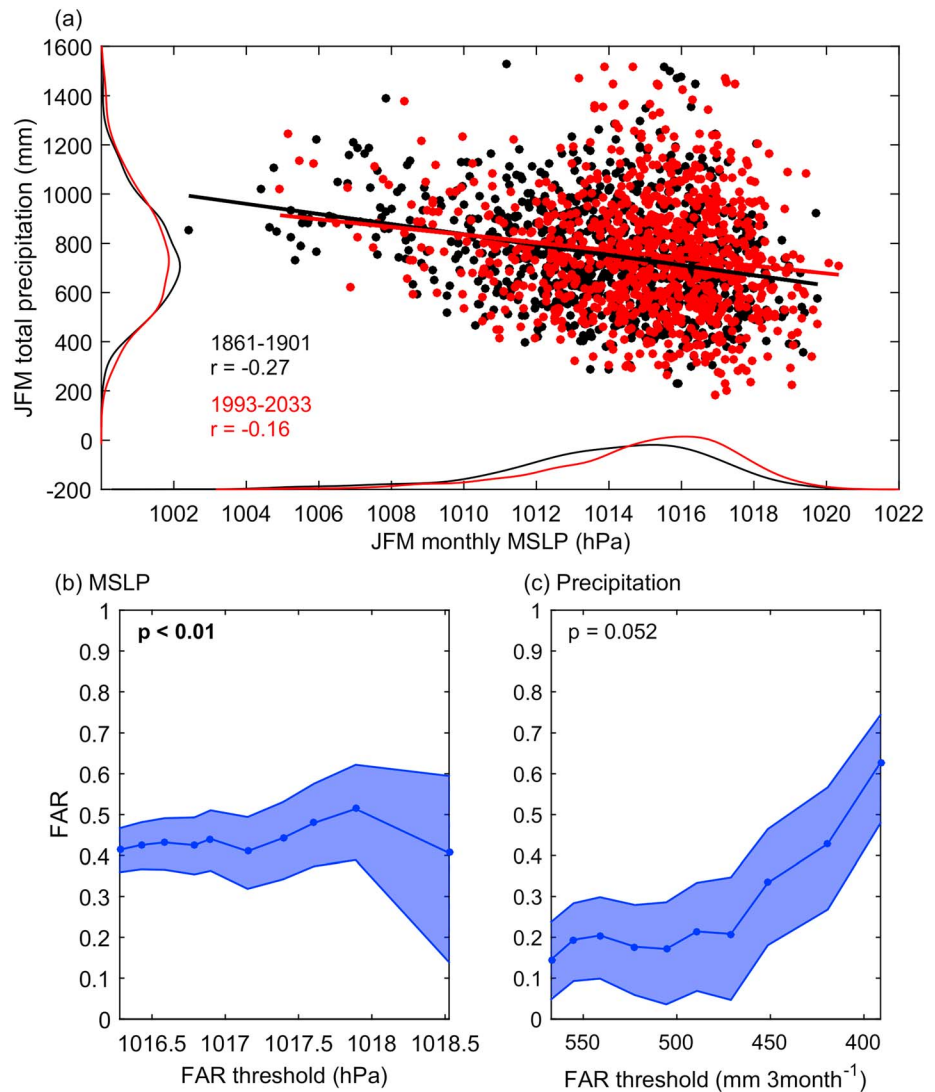 (a)
1600
1400
1200
1000
800
600
400
200
0
-200
JFM total precipitation (mm)
1861-1901
r = -0.27
1993-2033
r = -0.16
1002 1004 1006 1008 1010 1012 1014 1016 1018 1020 1022
JFM monthly MSLP (hPa)
(b) MSLP
p < 0.01
1
0.9
0.8
0.7
0.6
0.5
0.4
0.3
0.2
0.1
0
FAR
1016.5 1017 1017.5 1018 1018.5
FAR threshold (hPa)
(c) Precipitation
p = 0.052
1
0.9
0.8
0.7
0.6
0.5
0.4
0.3
0.2
0.1
0
550 500 450 400
FAR threshold (mm 3month⁻¹)